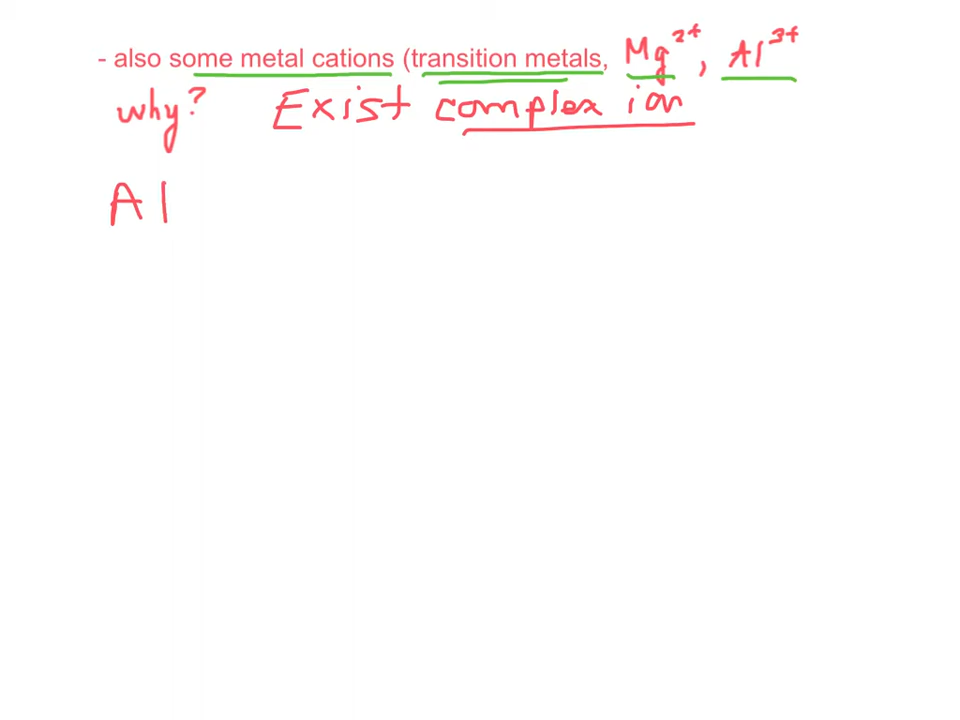 - also some metal cations (transition metals, Mg²⁺, Al³⁺
why? Exist complex ion
Al